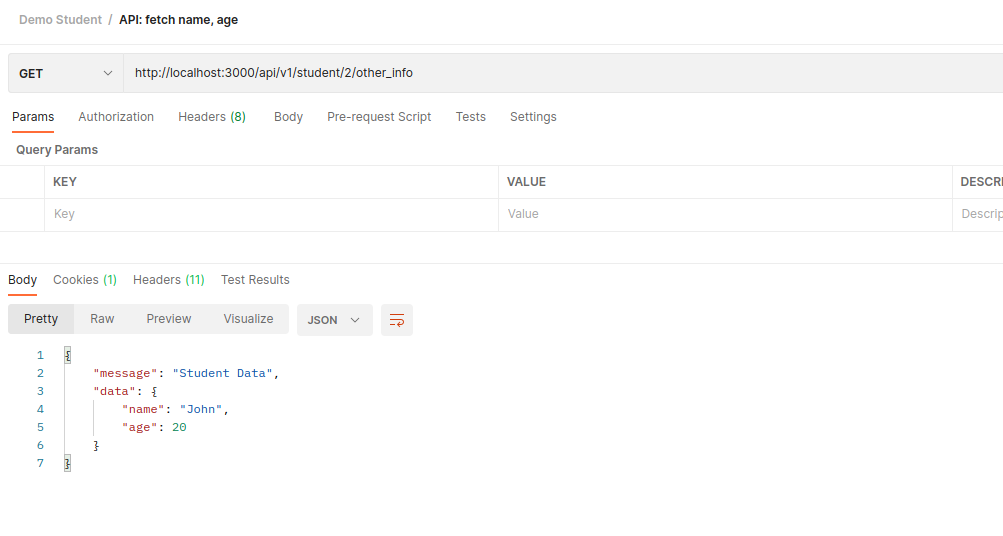 Demo Student / API: fetch name, age
GET http://localhost:3000/api/v1/student/2/other_info
Params Authorization Headers (8) Body Pre-request Script Tests Settings
Query Params
KEY VALUE DESCRI
Key Value Descrip
Body Cookies (1) Headers (11) Test Results
Pretty Raw Preview Visualize JSON
1 {
2 "message": "Student Data",
3 "data": {
4 "name": "John",
5 "age": 20
6 }
7 }